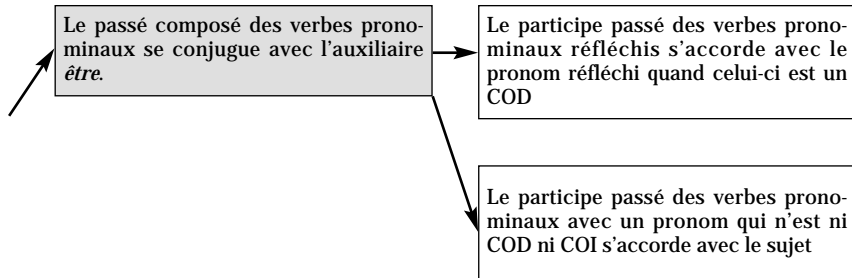 Le passé composé des verbes prono-
minaux se conjugue avec l'auxiliaire
être.
Le participe passé des verbes prono-
minaux réfléchis s'accorde avec le
pronom réfléchi quand celui-ci est un
COD
Le participe passé des verbes prono-
minaux avec un pronom qui n'est ni
COD ni COI s'accorde avec le sujet